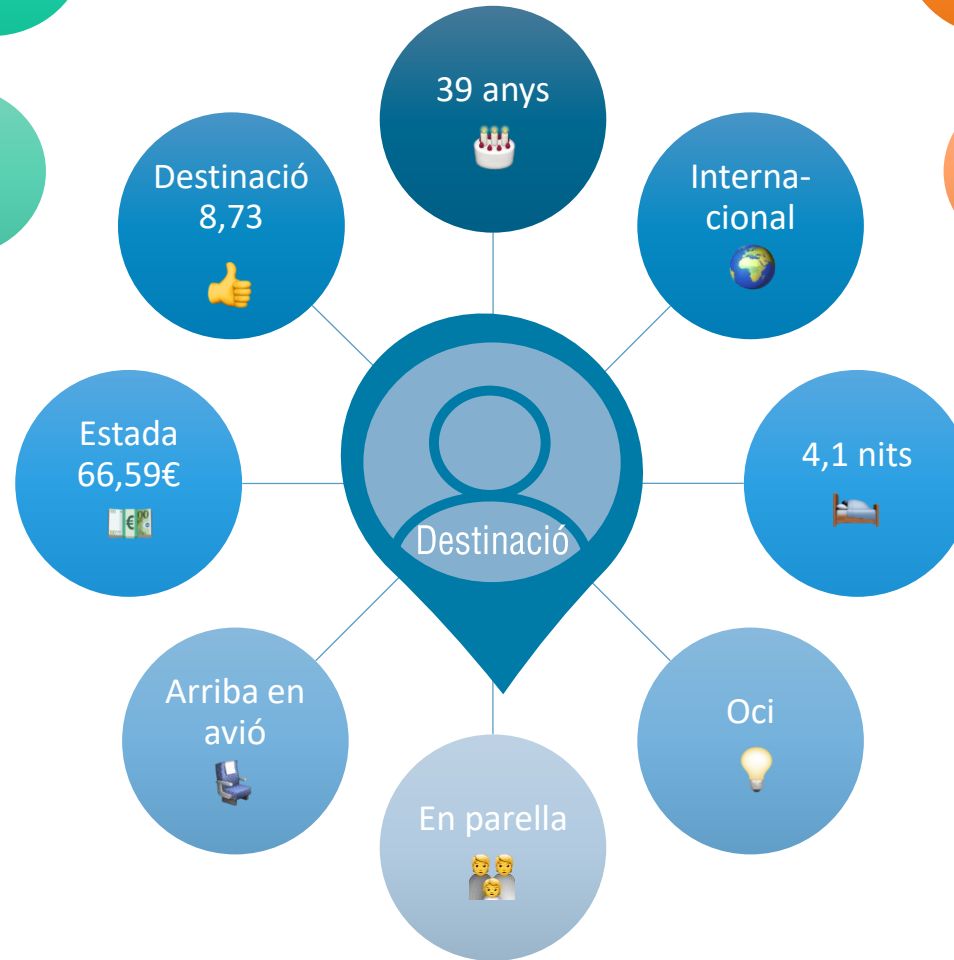 39 anys
Interna-
cional
4,1 nits
Oci
En parella
Arriba en
avió
Estada
66,59€
Destinació
8,73
Destinació